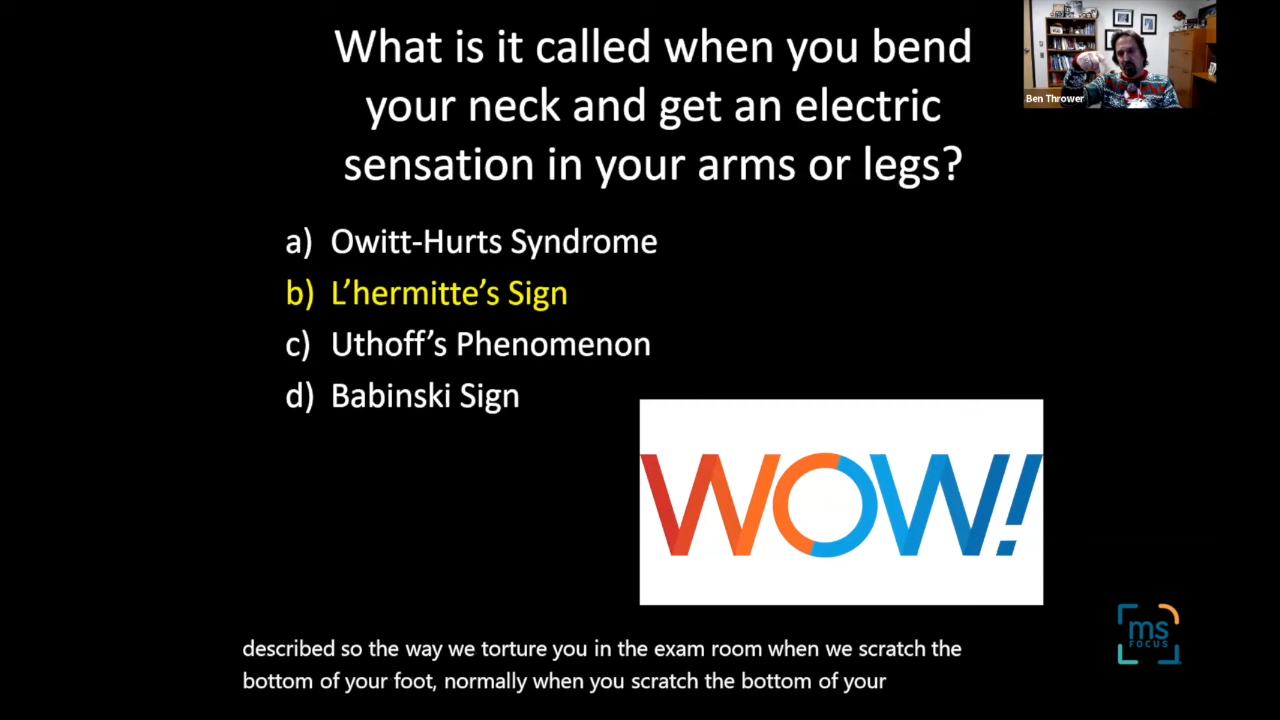 What is it called when you bend
your neck and get an electric
sensation in your arms or legs?
Ben Thrower
a) Owitt-Hurts Syndrome
b) L’hermitte’s Sign
c) Uthoff’s Phenomenon
d) Babinski Sign
WOW!
ms
FOCUS
described so the way we torture you in the exam room when we scratch the
bottom of your foot, normally when you scratch the bottom of your